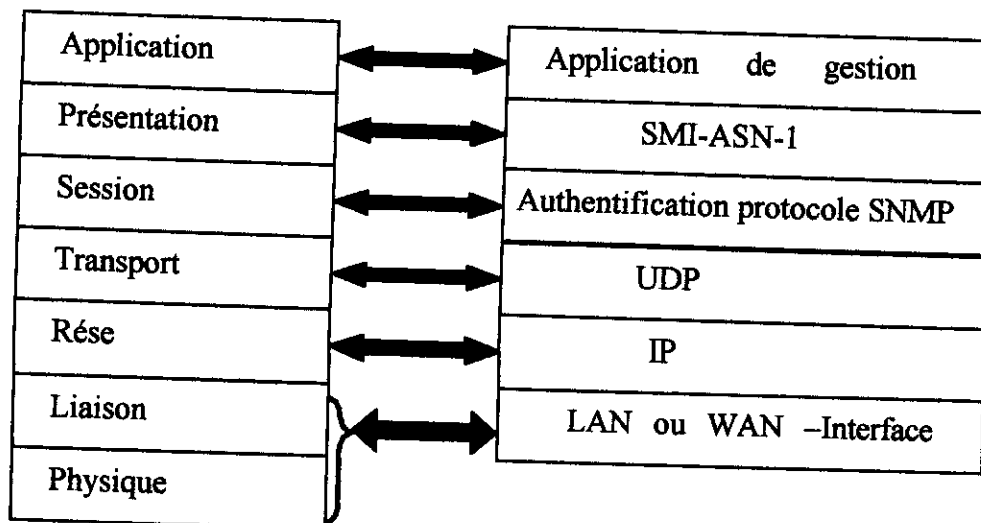 Application
Présentation
Session
Transport
Rése
Liaison
Physique
Application de gestion
SMI-ASN-1
Authentification protocole SNMP
UDP
IP
LAN ou WAN –Interface